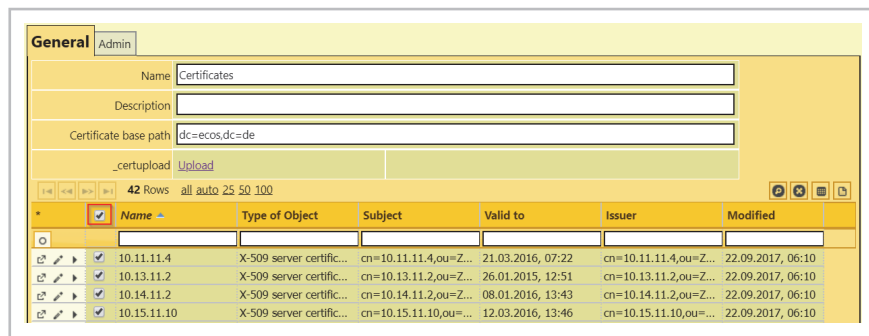 General Admin
Name Certificates
Description
Certificate base path dc=ecos,dc=de
_certupload Upload
42 Rows all auto 25 50 100
* Name Type of Object Subject Valid to Issuer Modified
10.11.11.4 X-509 server certific... cn=10.11.11.4,ou=Z... 21.03.2016, 07:22 cn=10.11.11.4,ou=Z... 22.09.2017, 06:10
10.13.11.2 X-509 server certific... cn=10.13.11.2,ou=Z... 26.01.2015, 12:51 cn=10.13.11.2,ou=Z... 22.09.2017, 06:10
10.14.11.2 X-509 server certific... cn=10.14.11.2,ou=Z... 08.01.2016, 13:43 cn=10.14.11.2,ou=Z... 22.09.2017, 06:10
10.15.11.10 X-509 server certific... cn=10.15.11.10,ou=... 12.03.2016, 13:46 cn=10.15.11.10,ou=... 22.09.2017, 06:10